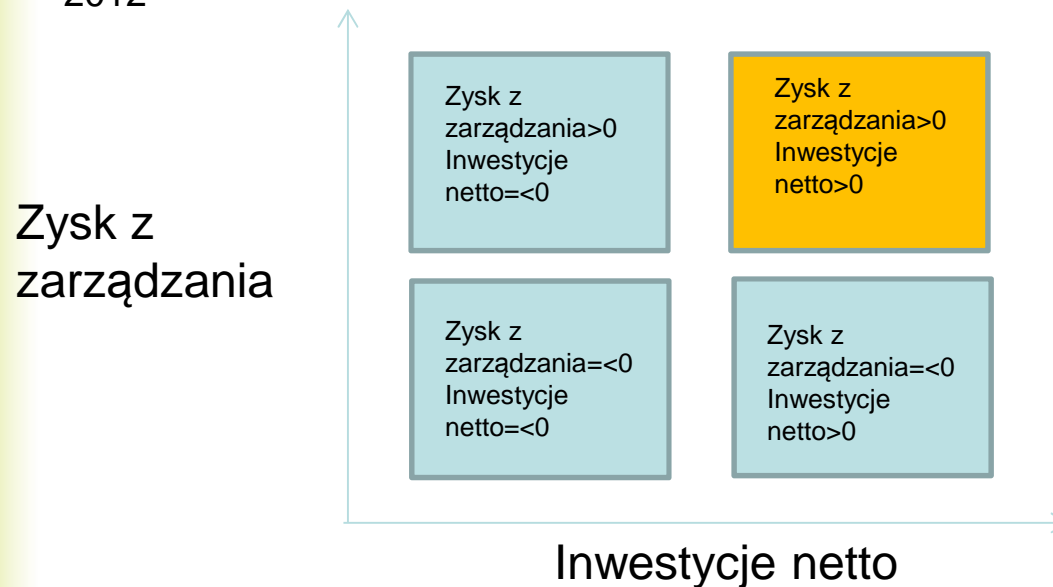 2012
Zysk z
zarządzania>0
Inwestycje
netto=<0
Zysk z
zarządzania>0
Inwestycje
netto>0
Zysk z
zarządzania
Zysk z
zarządzania=<0
Inwestycje
netto=<0
Zysk z
zarządzania=<0
Inwestycje
netto>0
Inwestycje netto